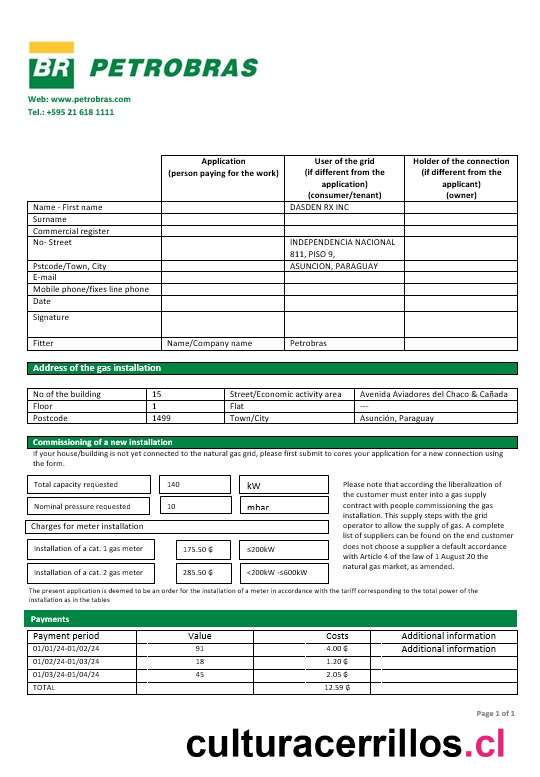 BR PETROBRAS
Web: www.petrobras.com
Tel.: +595 21 618 1111
Application
(person paying for the work)
User of the grid
(if different from the
application)
(consumer/tenant)
Holder of the connection
(if different from the
applicant)
(owner)
Name - First name DASDEN RX INC
Surname
Commercial register
No- Street INDEPENDENCIA NACIONAL
811, PISO 9,
Pstcode/Town, City ASUNCION, PARAGUAY
E-mail
Mobile phone/fixes line phone
Date
Signature
Fitter Name/Company name Petrobras
Address of the gas installation
No of the building 15 Street/Economic activity area Avenida Aviadores del Chaco & Cañada
Floor 1 Flat ---
Postcode 1499 Town/City Asunción, Paraguay
Commissioning of a new installation
If your house/building is not yet connected to the natural gas grid, please first submit to cores your application for a new connection using
the form.
Total capacity requested 140 kW
Nominal pressure requested 10 mbar
Charges for meter installation
Installation of a cat. 1 gas meter 175.50 ₲ ≤200kW
Installation of a cat. 2 gas meter 285.50 ₲ <200kW -≤600kW
Please note that according the liberalization of
the customer must enter into a gas supply
contract with people commissioning the gas
installation. This supply steps with the grid
operator to allow the supply of gas. A complete
list of suppliers can be found on the end customer
does not choose a supplier a default accordance
with Article 4 of the law of 1 August 20 the
natural gas market, as amended.
The present application is deemed to be an order for the installation of a meter in accordance with the tariff corresponding to the total power of the
installation as in the tables
Payments
Payment period Value Costs Additional information
01/01/24-01/02/24 91 4.00 ₲ Additional information
01/02/24-01/03/24 18 1.20 ₲
01/03/24-01/04/24 45 2.05 ₲
TOTAL 12.59 ₲
Page 1 of 1
culturacerrillos.cl